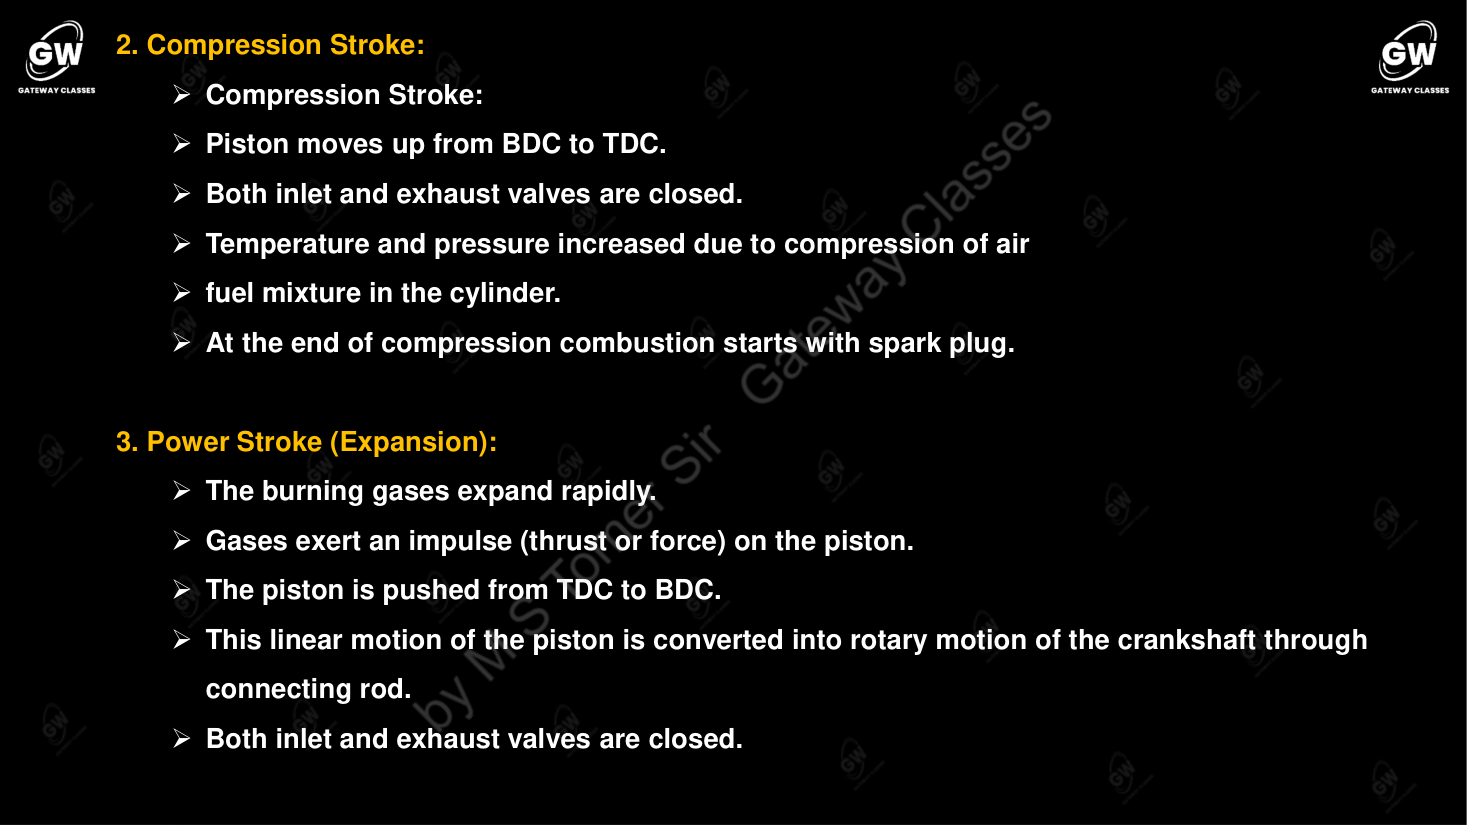 GW
GATEWAY CLASSES
GW
GATEWAY CLASSES
2. Compression Stroke:
➢ Compression Stroke:
➢ Piston moves up from BDC to TDC.
➢ Both inlet and exhaust valves are closed.
➢ Temperature and pressure increased due to compression of air
➢ fuel mixture in the cylinder.
➢ At the end of compression combustion starts with spark plug.
3. Power Stroke (Expansion):
➢ The burning gases expand rapidly.
➢ Gases exert an impulse (thrust or force) on the piston.
➢ The piston is pushed from TDC to BDC.
➢ This linear motion of the piston is converted into rotary motion of the crankshaft through
connecting rod.
➢ Both inlet and exhaust valves are closed.
by M S Tomer Sir Gateway Classes